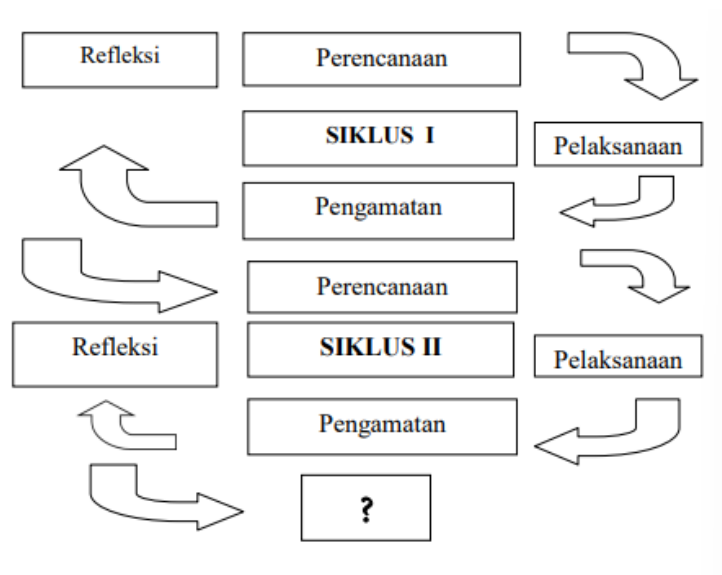 Refleksi
Perencanaan
SIKLUS I
Pelaksanaan
Pengamatan
Perencanaan
Refleksi
SIKLUS II
Pelaksanaan
Pengamatan
?